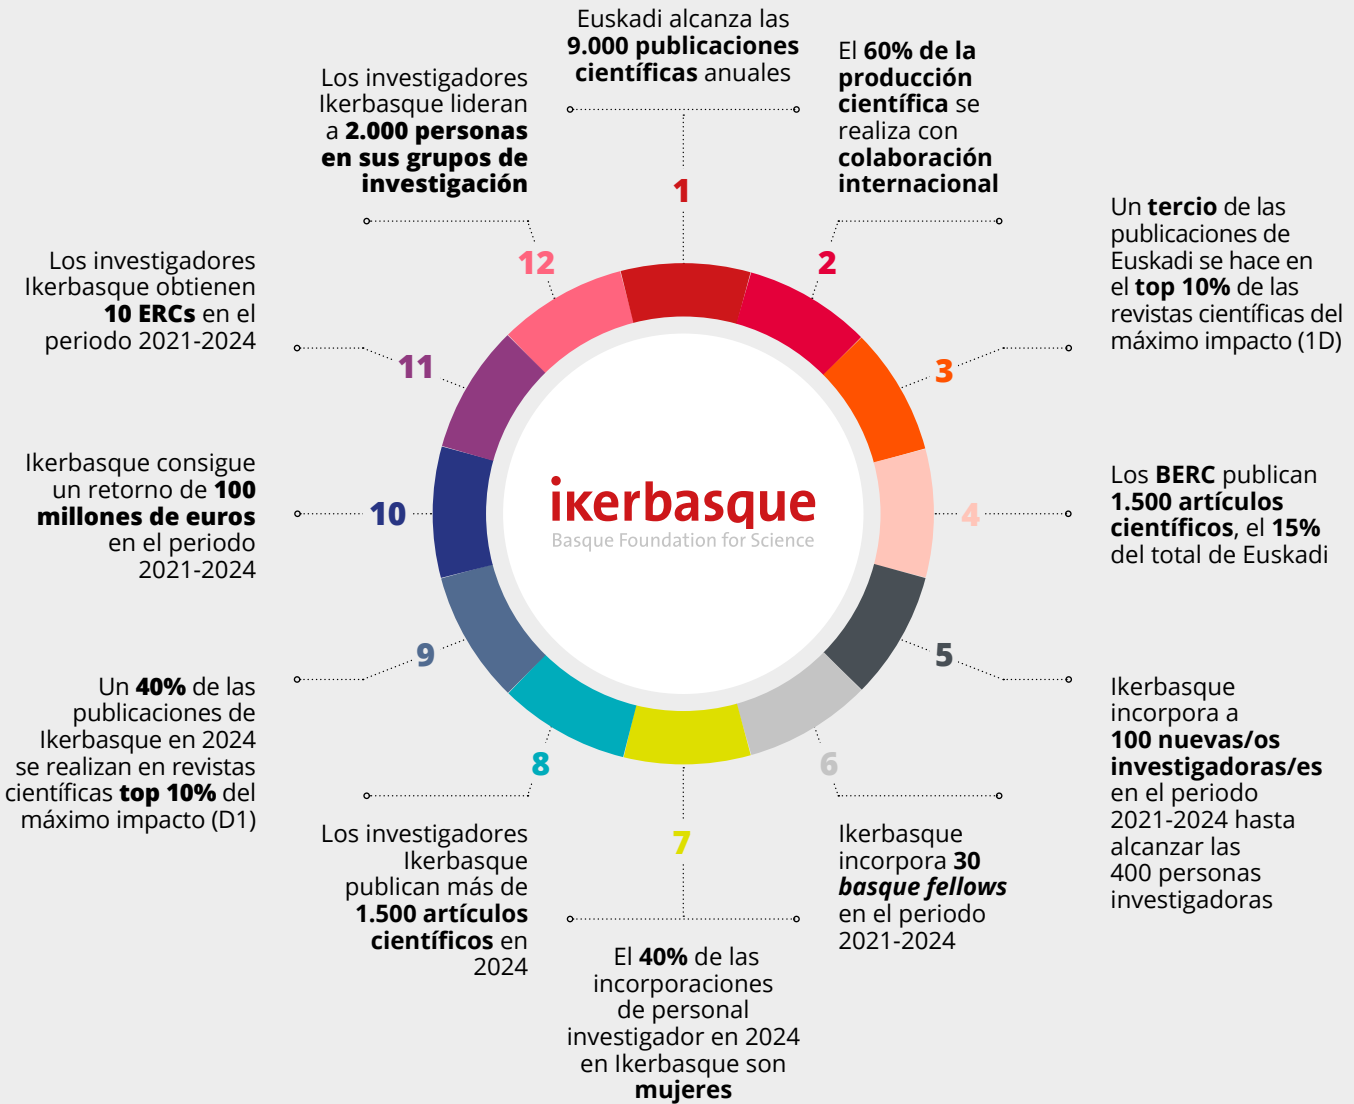 Euskadi alcanza las
9.000 publicaciones
científicas anuales
1
El 60% de la
producción
científica se
realiza con
colaboración
internacional
2
Un tercio de las
publicaciones de
Euskadi se hace en
el top 10% de las
revistas científicas del
máximo impacto (1D)
3
Los BERC publican
1.500 artículos
científicos, el 15%
del total de Euskadi
4
Ikerbasque
incorpora a
100 nuevas/os
investigadoras/es
en el periodo
2021-2024 hasta
alcanzar las
400 personas
investigadoras
5
Ikerbasque
incorpora 30
basque fellows
en el periodo
2021-2024
6
El 40% de las
incorporaciones
de personal
investigador en 2024
en Ikerbasque son
mujeres
7
Los investigadores
Ikerbasque
publican más de
1.500 artículos
científicos en
2024
8
Un 40% de las
publicaciones de
Ikerbasque en 2024
se realizan en revistas
científicas top 10% del
máximo impacto (D1)
9
Ikerbasque consigue
un retorno de 100
millones de euros
en el periodo
2021-2024
10
Los investigadores
Ikerbasque obtienen
10 ERCs en el
periodo 2021-2024
11
Los investigadores
Ikerbasque lideran
a 2.000 personas
en sus grupos de
investigación
12
ikerbasque
Basque Foundation for Science